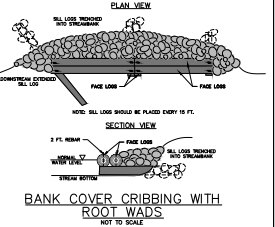 PLAN VIEW
SILL LOGS TRENCHED
INTO STREAMBANK
DOWNSTREAM EXTENDED
SILL LOG
FACE LOGS
FACE LOGS
NOTE: SILL LOGS SHOULD BE PLACED EVERY 15 FT.
SECTION VIEW
2 FT. REBAR
FACE LOGS
SILL LOGS TRENCHED
INTO STREAMBANK
NORMAL
WATER LEVEL
STREAM BOTTOM
BANK COVER CRIBBING WITH
ROOT WADS
NOT TO SCALE